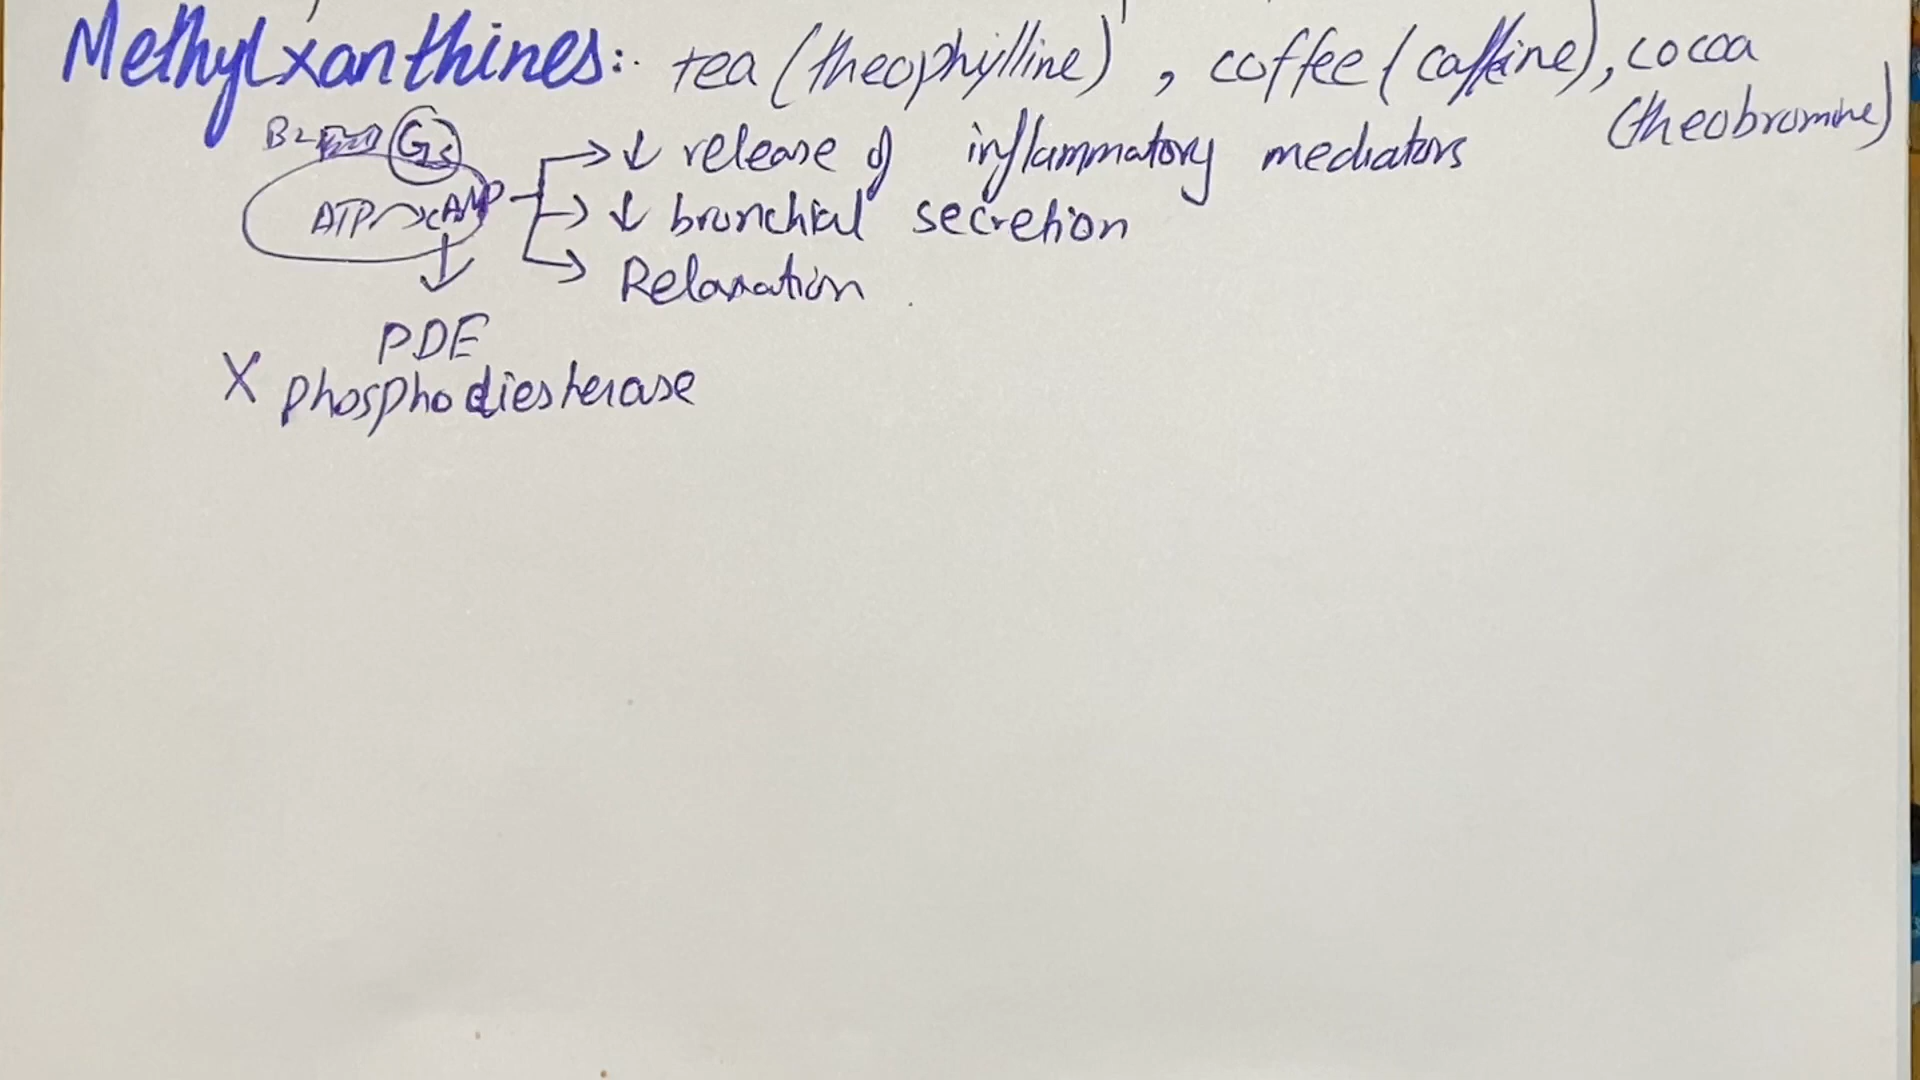 Methylxanthines:. tea (theophylline) , coffee (caffeine), cocoa
(theobromine)
B2 Gs
→ ↓ release of inflammatory mediators
ATP → cAMP → ↓ bronchial secretion
↓ → Relaxation
PDE
X phosphodiesterase